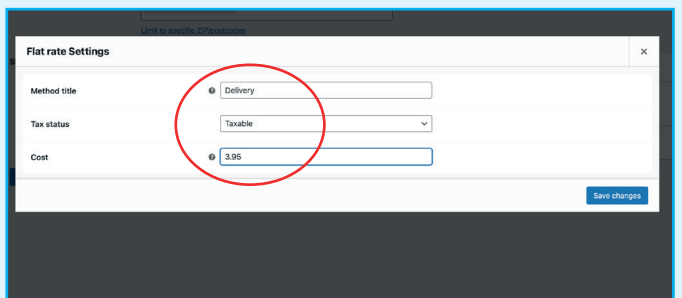 Limit to specific ZIP/postcodes
Flat rate Settings ×
Method title Delivery
Tax status Taxable
Cost 3.95
Save changes